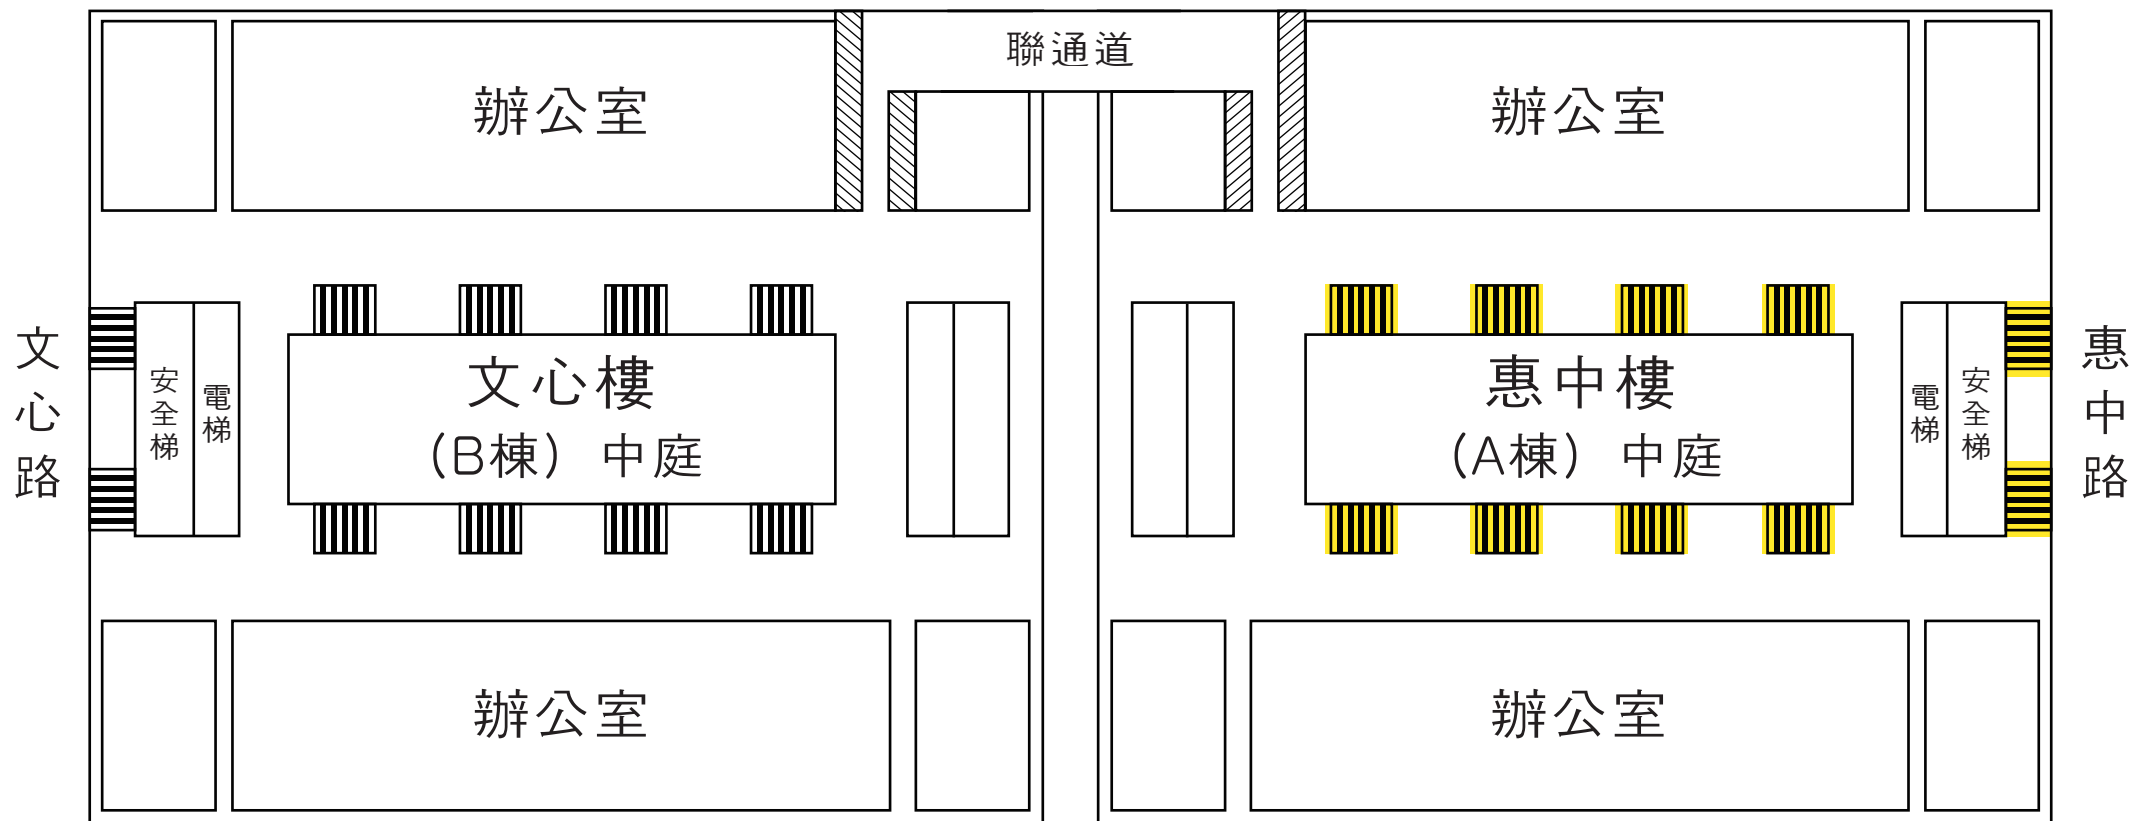 聯通道
辦公室
辦公室
文心路
安全梯
電梯
文心樓
(B棟) 中庭
惠中樓
(A棟) 中庭
電梯
安全梯
惠中路
辦公室
辦公室